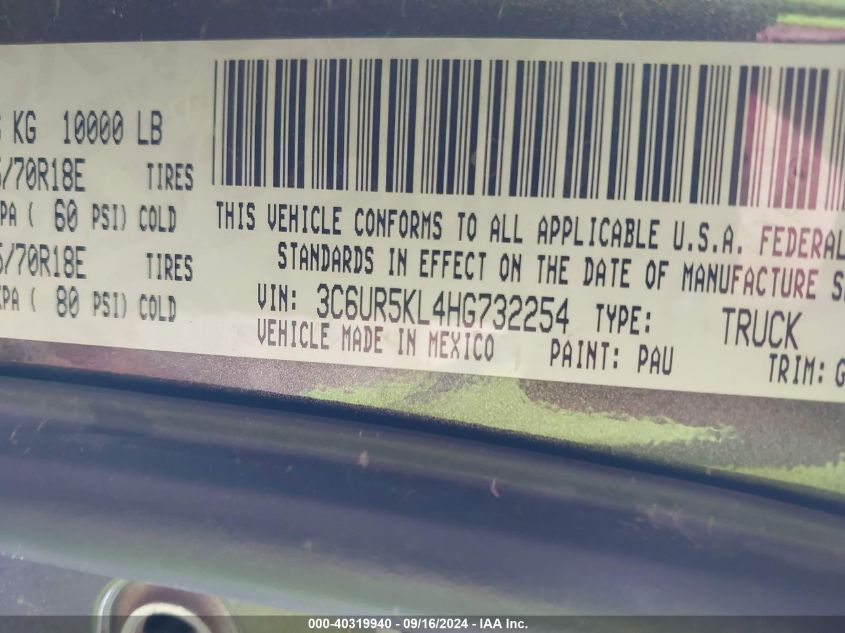 KG 10000 LB
/70R18E TIRES
PA ( 60 PSI) COLD
/70R18E TIRES
KPA ( 80 PSI) COLD
THIS VEHICLE CONFORMS TO ALL APPLICABLE U.S.A. FEDERAL
STANDARDS IN EFFECT ON THE DATE OF MANUFACTURE S
VIN: 3C6UR5KL4HG732254 TYPE: TRUCK
VEHICLE MADE IN MEXICO PAINT: PAU TRIM: G
000-40319940 - 09/16/2024 - IAA Inc.